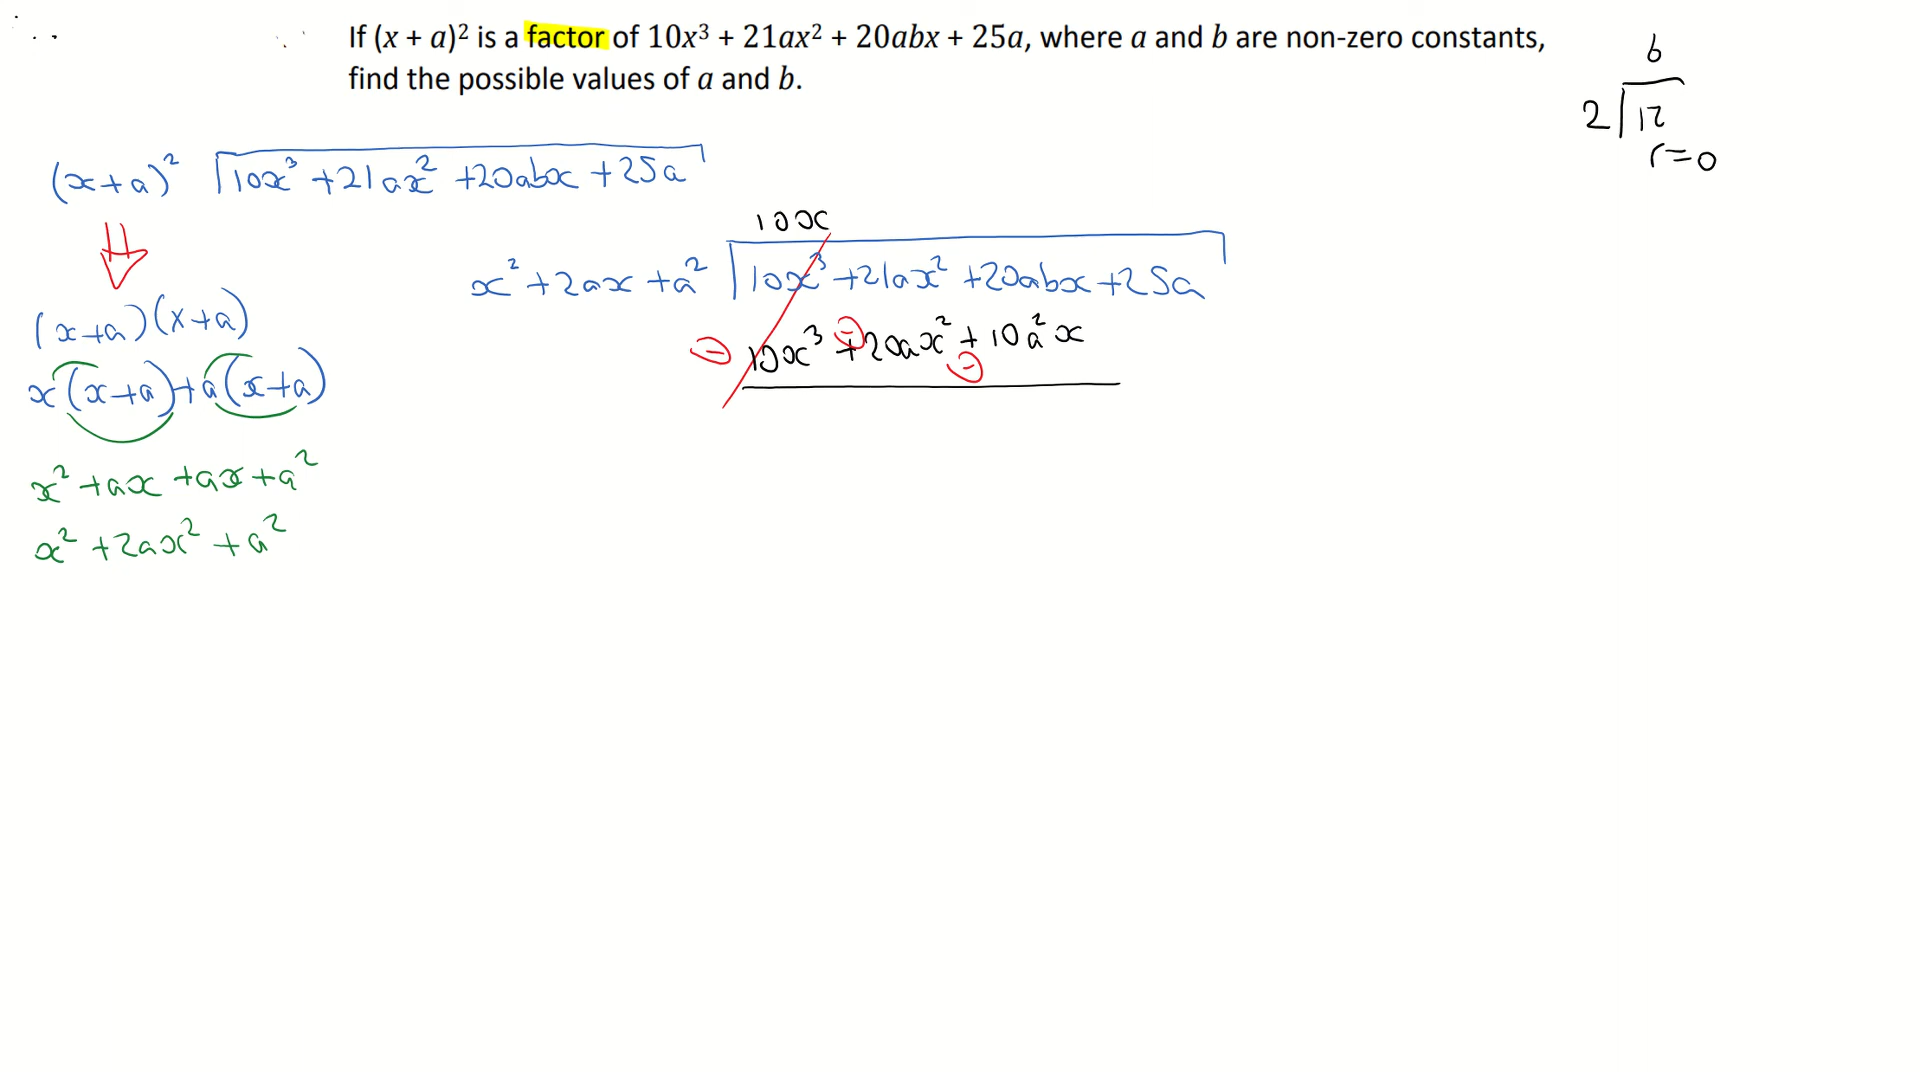 If (x + a)² is a factor of 10x³ + 21ax² + 20abx + 25a, where a and b are non-zero constants,
find the possible values of a and b.
6
2 12
r=0
(x+a)² 10x³ +21ax² +20abx +25a
10x
x² +2ax +a² 10x³ +21ax² +20abx +25a
(x+a)(x+a)
- 10x³ +20ax² +10a²x
- -
x(x+a)+a(x+a)
x² +ax +ax +a²
x² +2ax² +a²